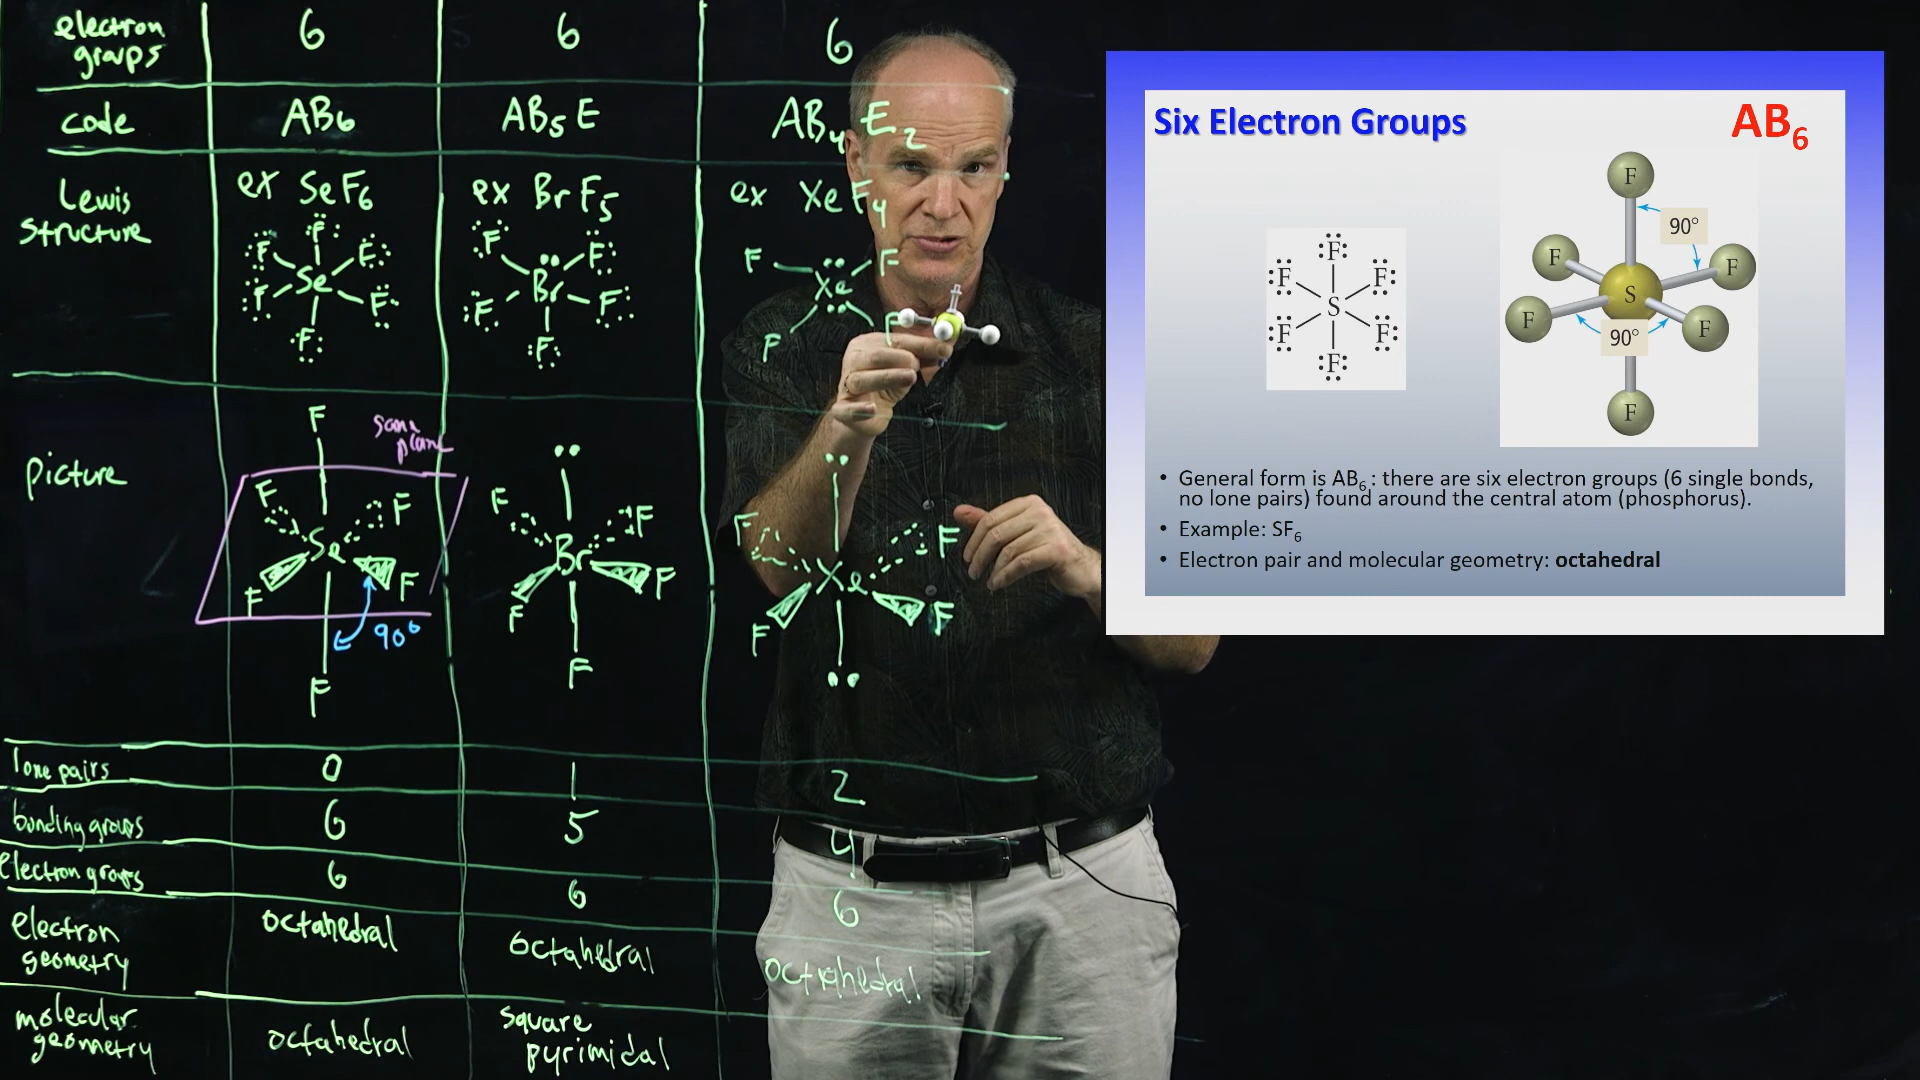 electron groups 6 6 6
code AB6 AB5E AB4E2
Lewis structure
ex SeF6
F
F F
Se
F F
F
ex BrF5
F F
Br
F F
F
ex XeF4
F F
Xe
F F
picture
F
same plane
F F
Se
F F
90°
F
F F
Br
F F
F
F F
Xe
F F
lone pairs 0 1 2
bonding groups 6 5 4
electron groups 6 6 6
electron geometry octahedral octahedral octahedral
molecular geometry octahedral square pyrimidal
Six Electron Groups AB6
F
F F
S
F F
F
F
90°
F F
S
F F
90°
F
• General form is AB6 : there are six electron groups (6 single bonds,
no lone pairs) found around the central atom (phosphorus).
• Example: SF6
• Electron pair and molecular geometry: octahedral